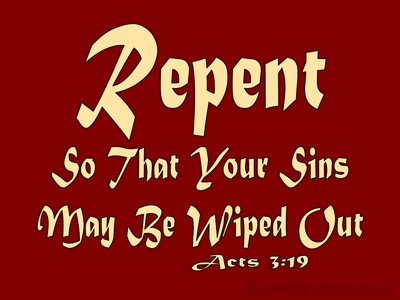 Repent
So That Your Sins
May Be Wiped Out
Acts 3:19